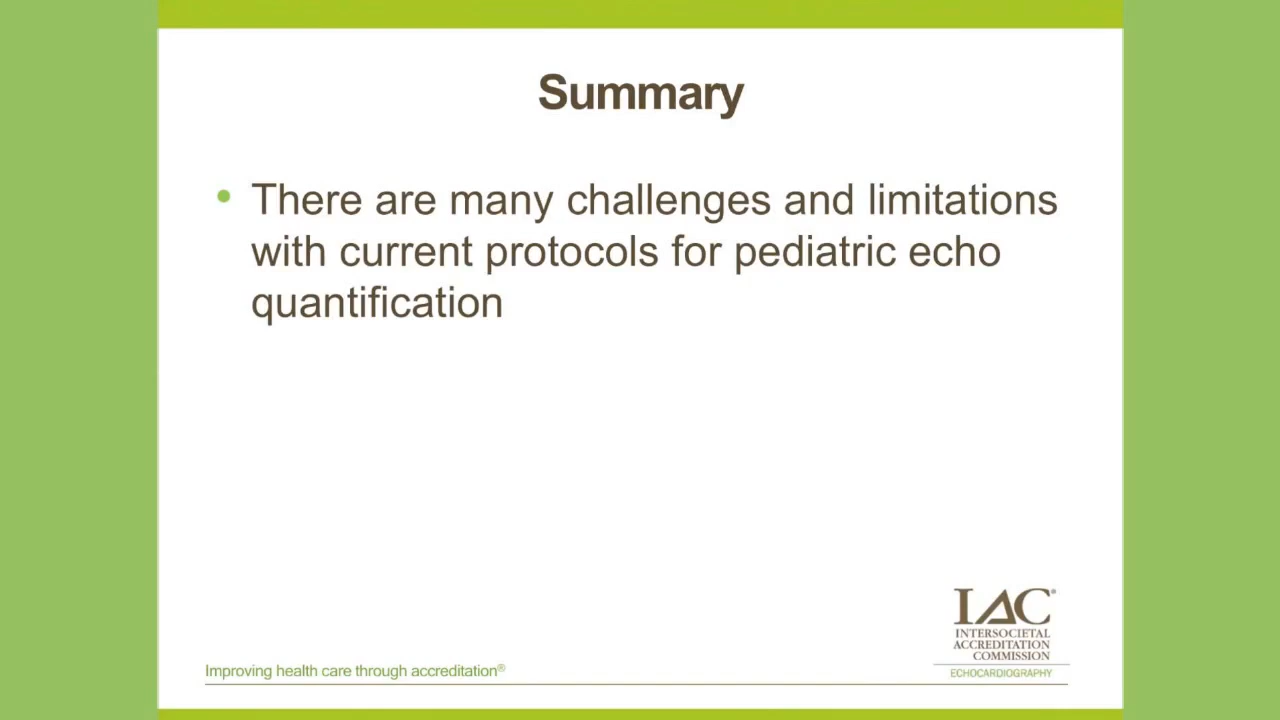 Summary
• There are many challenges and limitations
with current protocols for pediatric echo
quantification
IAC®
INTERSOCIETAL
ACCREDITATION
COMMISSION
ECHOCARDIOGRAPHY
Improving health care through accreditation®